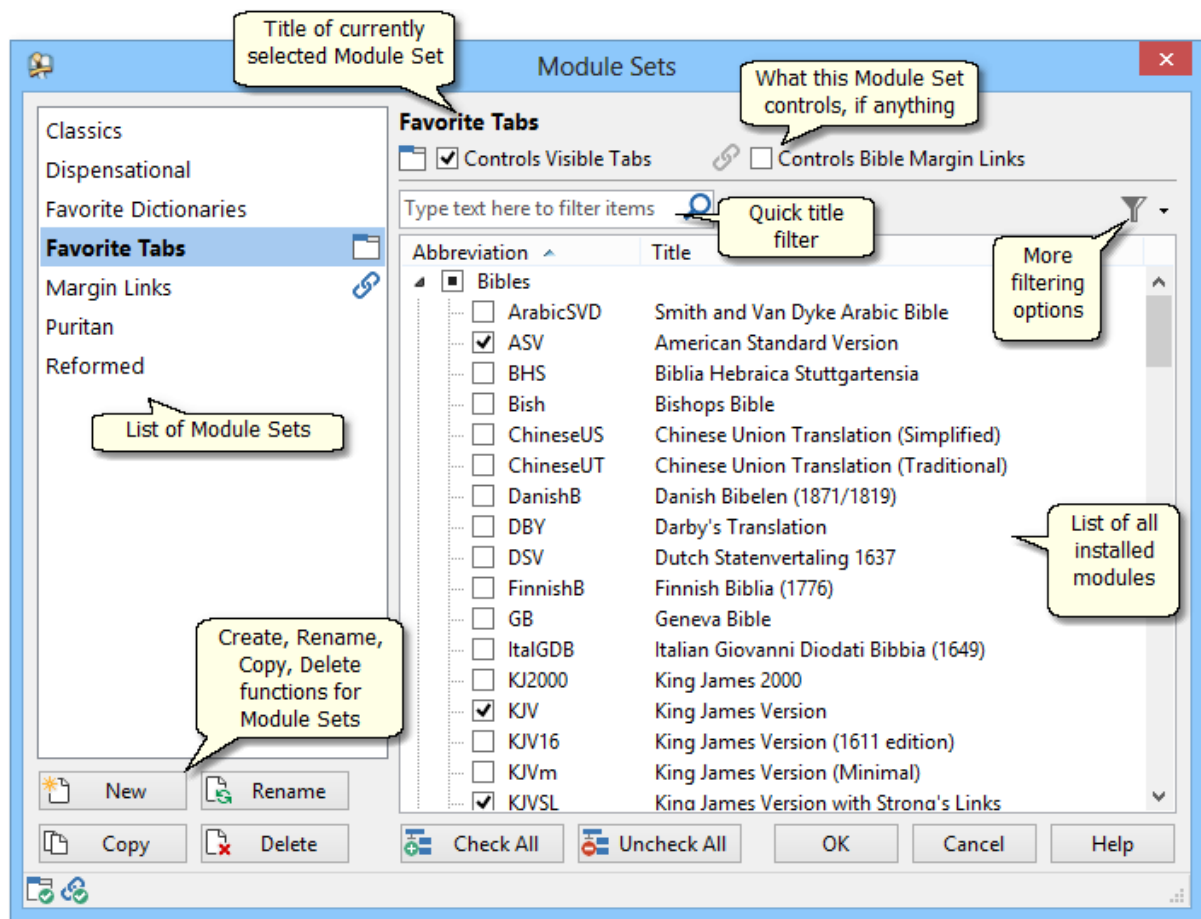 Title of currently
selected Module Set
Module Sets
What this Module Set
controls, if anything
Classics
Dispensational
Favorite Dictionaries
Favorite Tabs
Margin Links
Puritan
Reformed
List of Module Sets
Favorite Tabs
Controls Visible Tabs
Controls Bible Margin Links
Type text here to filter items
Quick title
filter
More
filtering
options
Abbreviation Title
Bibles
ArabicSVD Smith and Van Dyke Arabic Bible
ASV American Standard Version
BHS Biblia Hebraica Stuttgartensia
Bish Bishops Bible
ChineseUS Chinese Union Translation (Simplified)
ChineseUT Chinese Union Translation (Traditional)
DanishB Danish Bibelen (1871/1819)
DBY Darby's Translation
DSV Dutch Statenvertaling 1637
FinnishB Finnish Biblia (1776)
GB Geneva Bible
ItalGDB Italian Giovanni Diodati Bibbia (1649)
KJ2000 King James 2000
KJV King James Version
KJV16 King James Version (1611 edition)
KJVm King James Version (Minimal)
KJVSL King James Version with Strong's Links
List of all
installed
modules
Create, Rename,
Copy, Delete
functions for
Module Sets
New Rename
Copy Delete
Check All Uncheck All OK Cancel Help